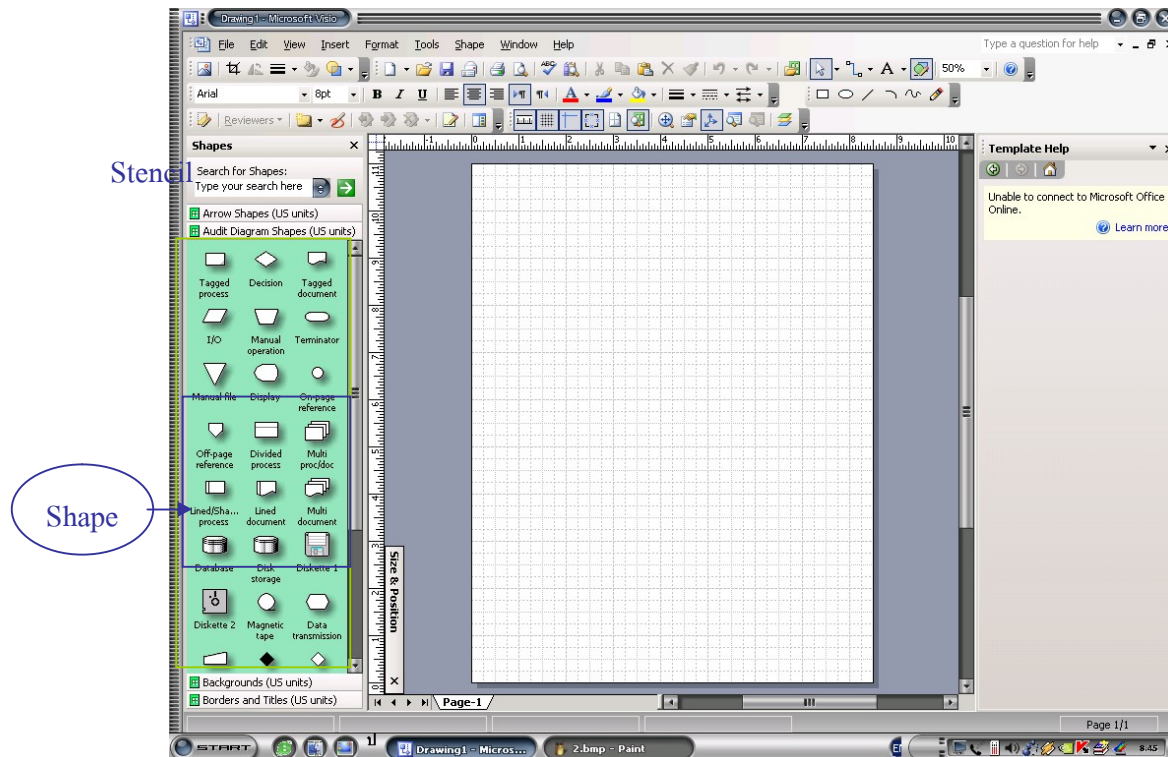 Drawing1 - Microsoft Visio
File Edit View Insert Format Tools Shape Window Help
Type a question for help
50%
Arial 8pt B I U A
Reviewers
Shapes
Template Help
Stencil
Search for Shapes:
Type your search here
Unable to connect to Microsoft Office Online.
Learn more
Arrow Shapes (US units)
Audit Diagram Shapes (US units)
Tagged process
Decision
Tagged document
I/O
Manual operation
Terminator
Manual file
Display
On-page reference
Off-page reference
Divided process
Multi proc/doc
Shape
Lined/Sha... process
Lined document
Multi document
Database
Disk storage
Diskette 1
Diskette 2
Magnetic tape
Data transmission
Size & Position
Backgrounds (US units)
Borders and Titles (US units)
Page-1
Page 1/1
START
ป
Drawing1 - Micros...
2.bmp - Paint
8:45